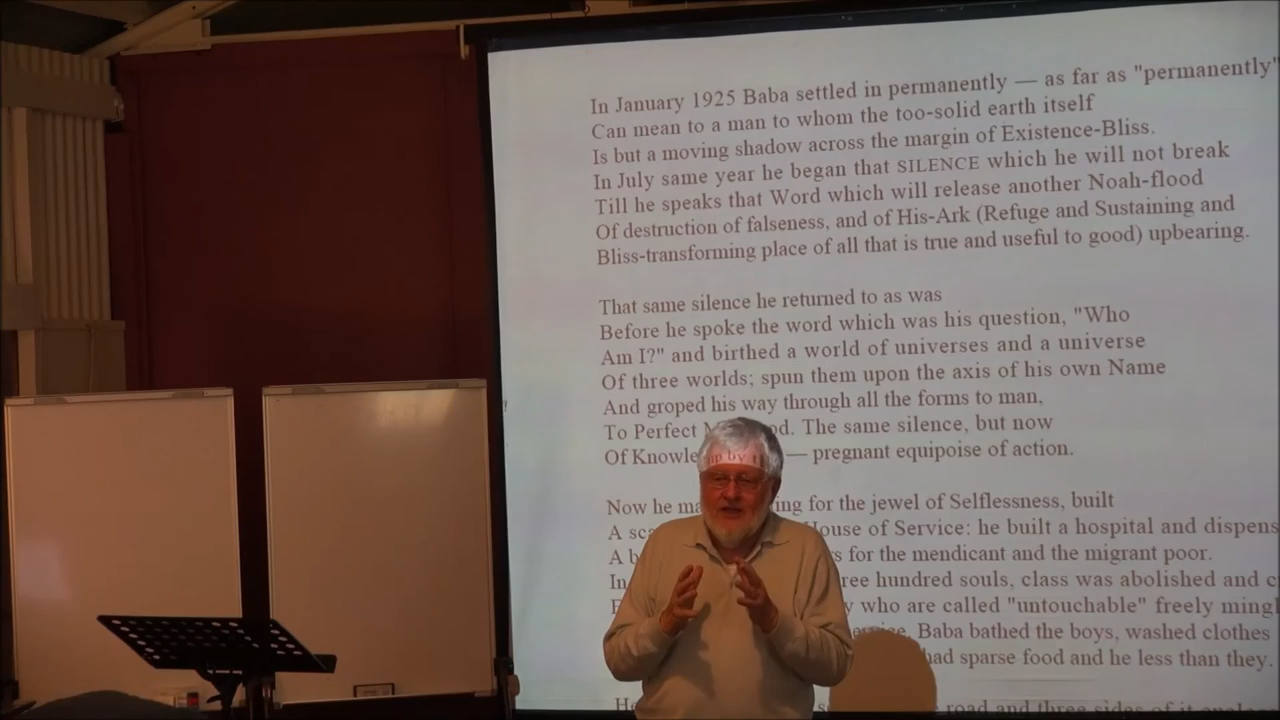 In January 1925 Baba settled in permanently — as far as "permanently"
Can mean to a man to whom the too-solid earth itself
Is but a moving shadow across the margin of Existence-Bliss.
In July same year he began that SILENCE which he will not break
Till he speaks that Word which will release another Noah-flood
Of destruction of falseness, and of His-Ark (Refuge and Sustaining and
Bliss-transforming place of all that is true and useful to good) upbearing.
That same silence he returned to as was
Before he spoke the word which was his question, "Who
Am I?" and birthed a world of universes and a universe
Of three worlds; spun them upon the axis of his own Name
And groped his way through all the forms to man,
To Perfect The same silence, but now
Of by — pregnant equipoise of action.
Now he for the jewel of Selflessness, built
A House of Service: he built a hospital and
A for the mendicant and the migrant poor.
In hundred souls, class was abolished and
who are called "untouchable" freely
Baba bathed the boys, washed clothes
had sparse food and he less than they.
road and three sides of it